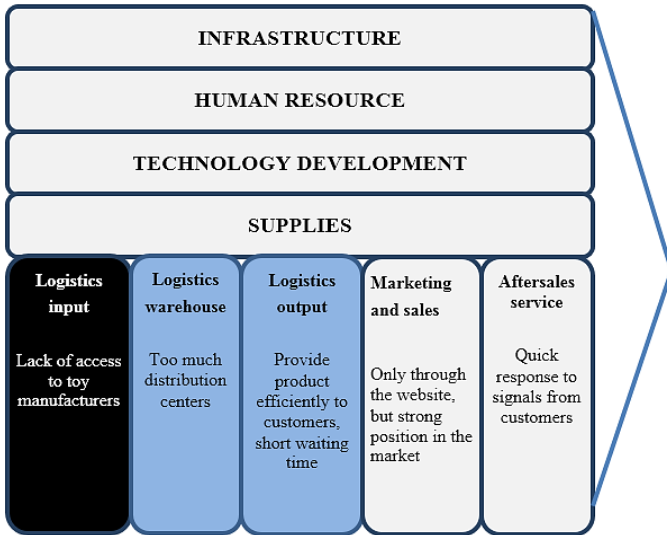 INFRASTRUCTURE
HUMAN RESOURCE
TECHNOLOGY DEVELOPMENT
SUPPLIES
Logistics
input
Lack of access
to toy
manufacturers
Logistics
warehouse
Too much
distribution
centers
Logistics
output
Provide
product
efficiently to
customers,
short waiting
time
Marketing
and sales
Only through
the website,
but strong
position in the
market
Aftersales
service
Quick
response to
signals from
customers